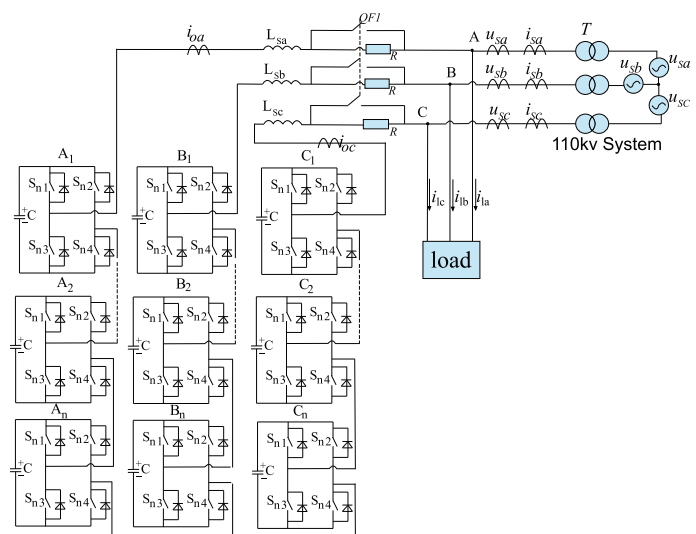 QF1
i_oa
L_sa
R
A
u_sa
i_sa
T
u_sa
L_sb
R
B
u_sb
i_sb
u_sb
L_sc
R
C
u_sc
i_sc
u_sc
i_oc
110kv System
A_1
B_1
C_1
S_n1 S_n2
+
C
−
S_n3 S_n4
S_n1 S_n2
+
C
−
S_n3 S_n4
S_n1 S_n2
+
C
−
S_n3 S_n4
i_lc
i_lb
i_la
load
A_2
B_2
C_2
S_n1 S_n2
+
C
−
S_n3 S_n4
S_n1 S_n2
+
C
−
S_n3 S_n4
S_n1 S_n2
+
C
−
S_n3 S_n4
A_n
B_n
C_n
S_n1 S_n2
+
C
−
S_n3 S_n4
S_n1 S_n2
+
C
−
S_n3 S_n4
S_n1 S_n2
+
C
−
S_n3 S_n4